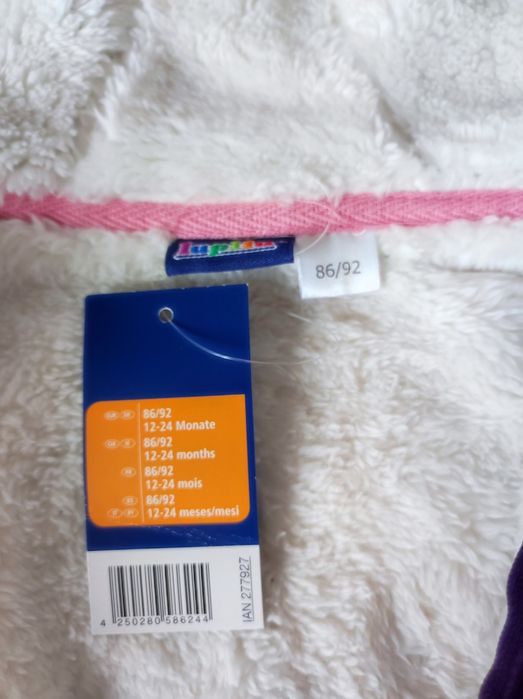 lupilu
86/92
86/92
12-24 Monate
86/92
12-24 months
86/92
12-24 mois
86/92
12-24 meses/mesi
IAN 277927
4 250280 586244